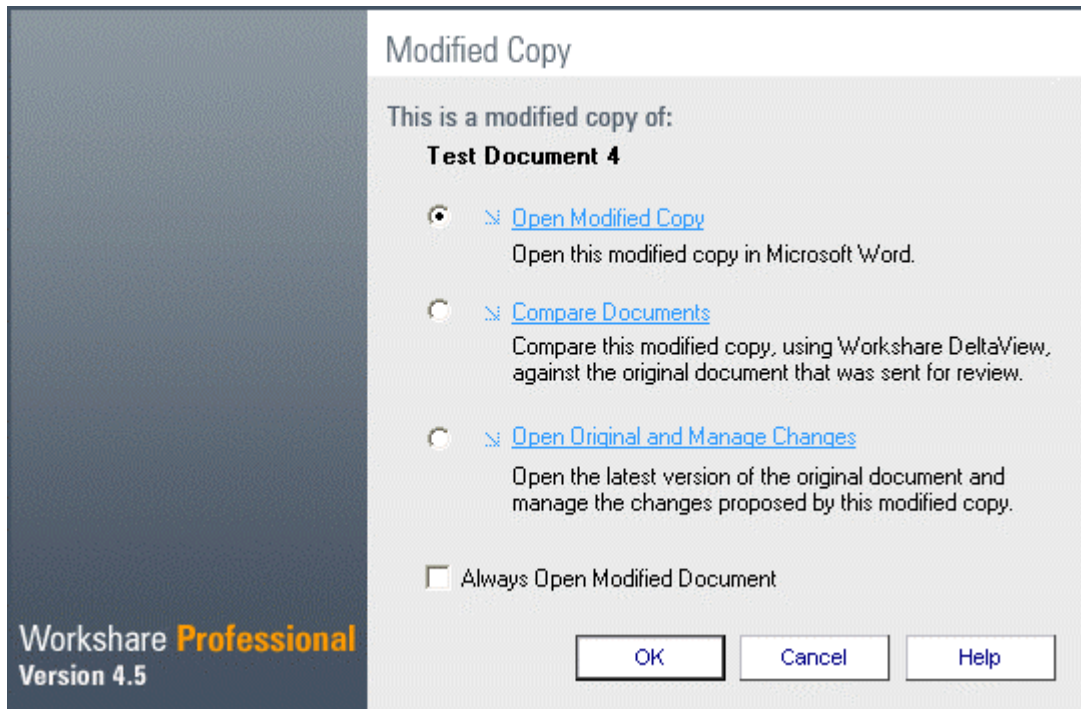 Modified Copy
This is a modified copy of:
Test Document 4
Open Modified Copy
Open this modified copy in Microsoft Word.
Compare Documents
Compare this modified copy, using Workshare DeltaView,
against the original document that was sent for review.
Open Original and Manage Changes
Open the latest version of the original document and
manage the changes proposed by this modified copy.
Always Open Modified Document
Workshare Professional
Version 4.5
OK Cancel Help